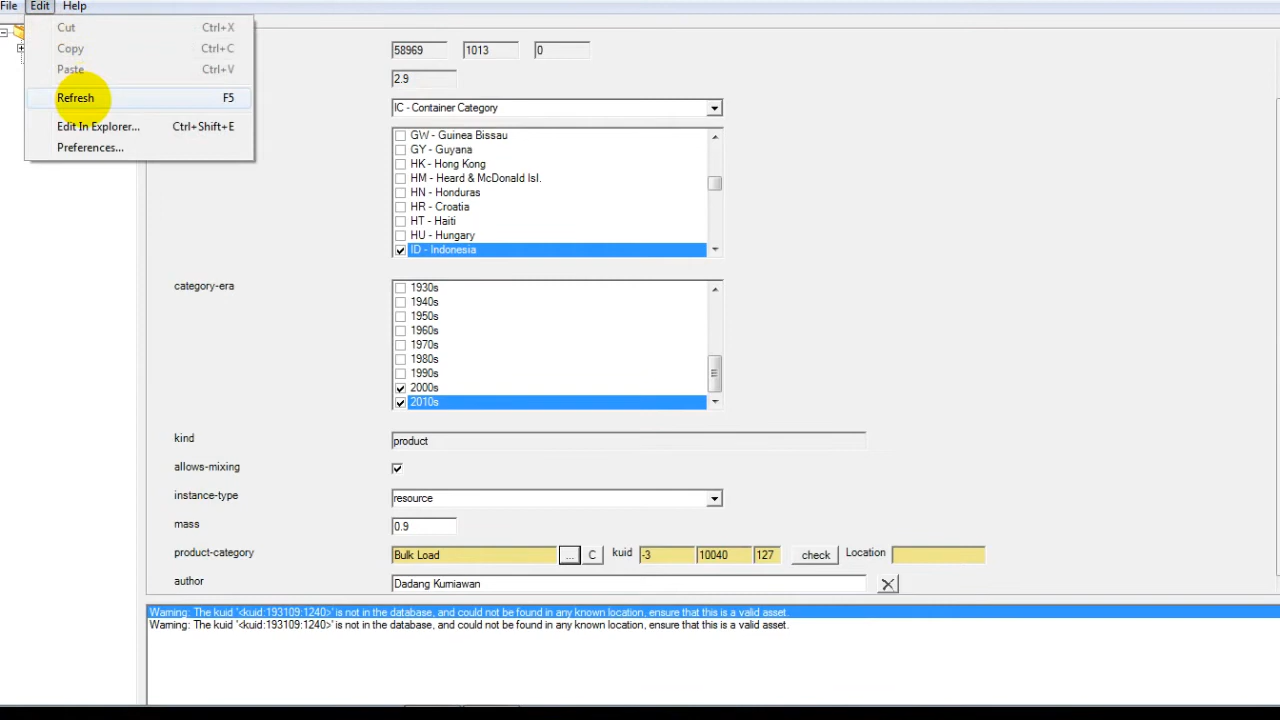 File Edit Help
Cut Ctrl+X
Copy Ctrl+C
Paste Ctrl+V
Refresh F5
Edit In Explorer... Ctrl+Shift+E
Preferences...
58969 1013 0
2.9
IC - Container Category
GW - Guinea Bissau
GY - Guyana
HK - Hong Kong
HM - Heard & McDonald Isl.
HN - Honduras
HR - Croatia
HT - Haiti
HU - Hungary
ID - Indonesia
category-era
1930s
1940s
1950s
1960s
1970s
1980s
1990s
2000s
2010s
kind product
allows-mixing
instance-type resource
mass 0.9
product-category Bulk Load ... C kuid -3 10040 127 check Location
author Dadang Kurniawan
Warning: The kuid '<kuid:193109:1240>' is not in the database, and could not be found in any known location, ensure that this is a valid asset.
Warning: The kuid '<kuid:193109:1240>' is not in the database, and could not be found in any known location, ensure that this is a valid asset.